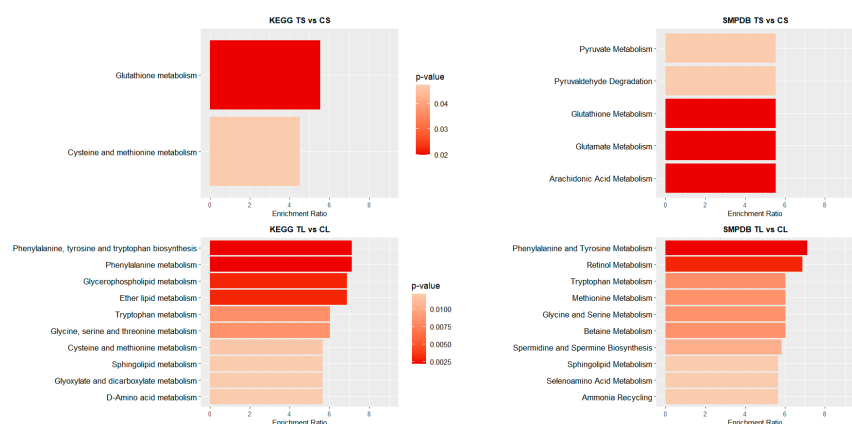 KEGG TS vs CS
Glutathione metabolism
Cysteine and methionine metabolism
0 2 4 6 8
Enrichment Ratio
p-value
0.04
0.03
0.02
SMPDB TS vs CS
Pyruvate Metabolism
Pyruvaldehyde Degradation
Glutathione Metabolism
Glutamate Metabolism
Arachidonic Acid Metabolism
0 2 4 6 8
Enrichment Ratio
KEGG TL vs CL
Phenylalanine, tyrosine and tryptophan biosynthesis
Phenylalanine metabolism
Glycerophospholipid metabolism
Ether lipid metabolism
Tryptophan metabolism
Glycine, serine and threonine metabolism
Cysteine and methionine metabolism
Sphingolipid metabolism
Glyoxylate and dicarboxylate metabolism
D-Amino acid metabolism
0 2 4 6 8
Enrichment Ratio
p-value
0.0100
0.0075
0.0050
0.0025
SMPDB TL vs CL
Phenylalanine and Tyrosine Metabolism
Retinol Metabolism
Tryptophan Metabolism
Methionine Metabolism
Glycine and Serine Metabolism
Betaine Metabolism
Spermidine and Spermine Biosynthesis
Sphingolipid Metabolism
Selenoamino Acid Metabolism
Ammonia Recycling
0 2 4 6 8
Enrichment Ratio